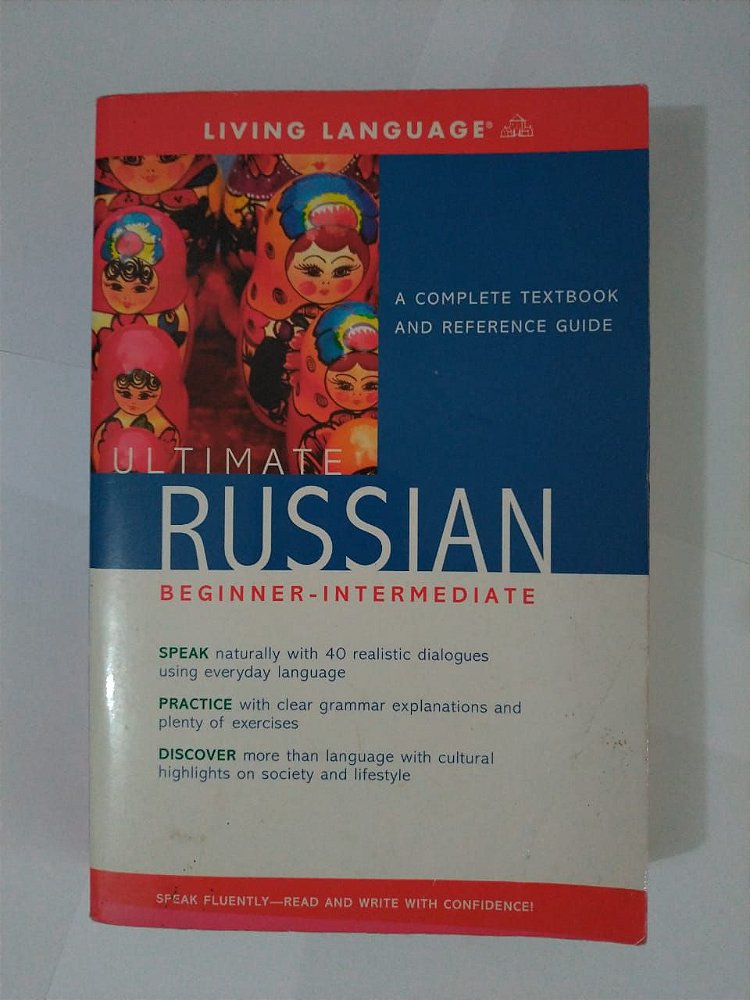 LIVING LANGUAGE®
A COMPLETE TEXTBOOK
AND REFERENCE GUIDE
ULTIMATE
RUSSIAN
BEGINNER-INTERMEDIATE
SPEAK naturally with 40 realistic dialogues
using everyday language
PRACTICE with clear grammar explanations and
plenty of exercises
DISCOVER more than language with cultural
highlights on society and lifestyle
SPEAK FLUENTLY—READ AND WRITE WITH CONFIDENCE!